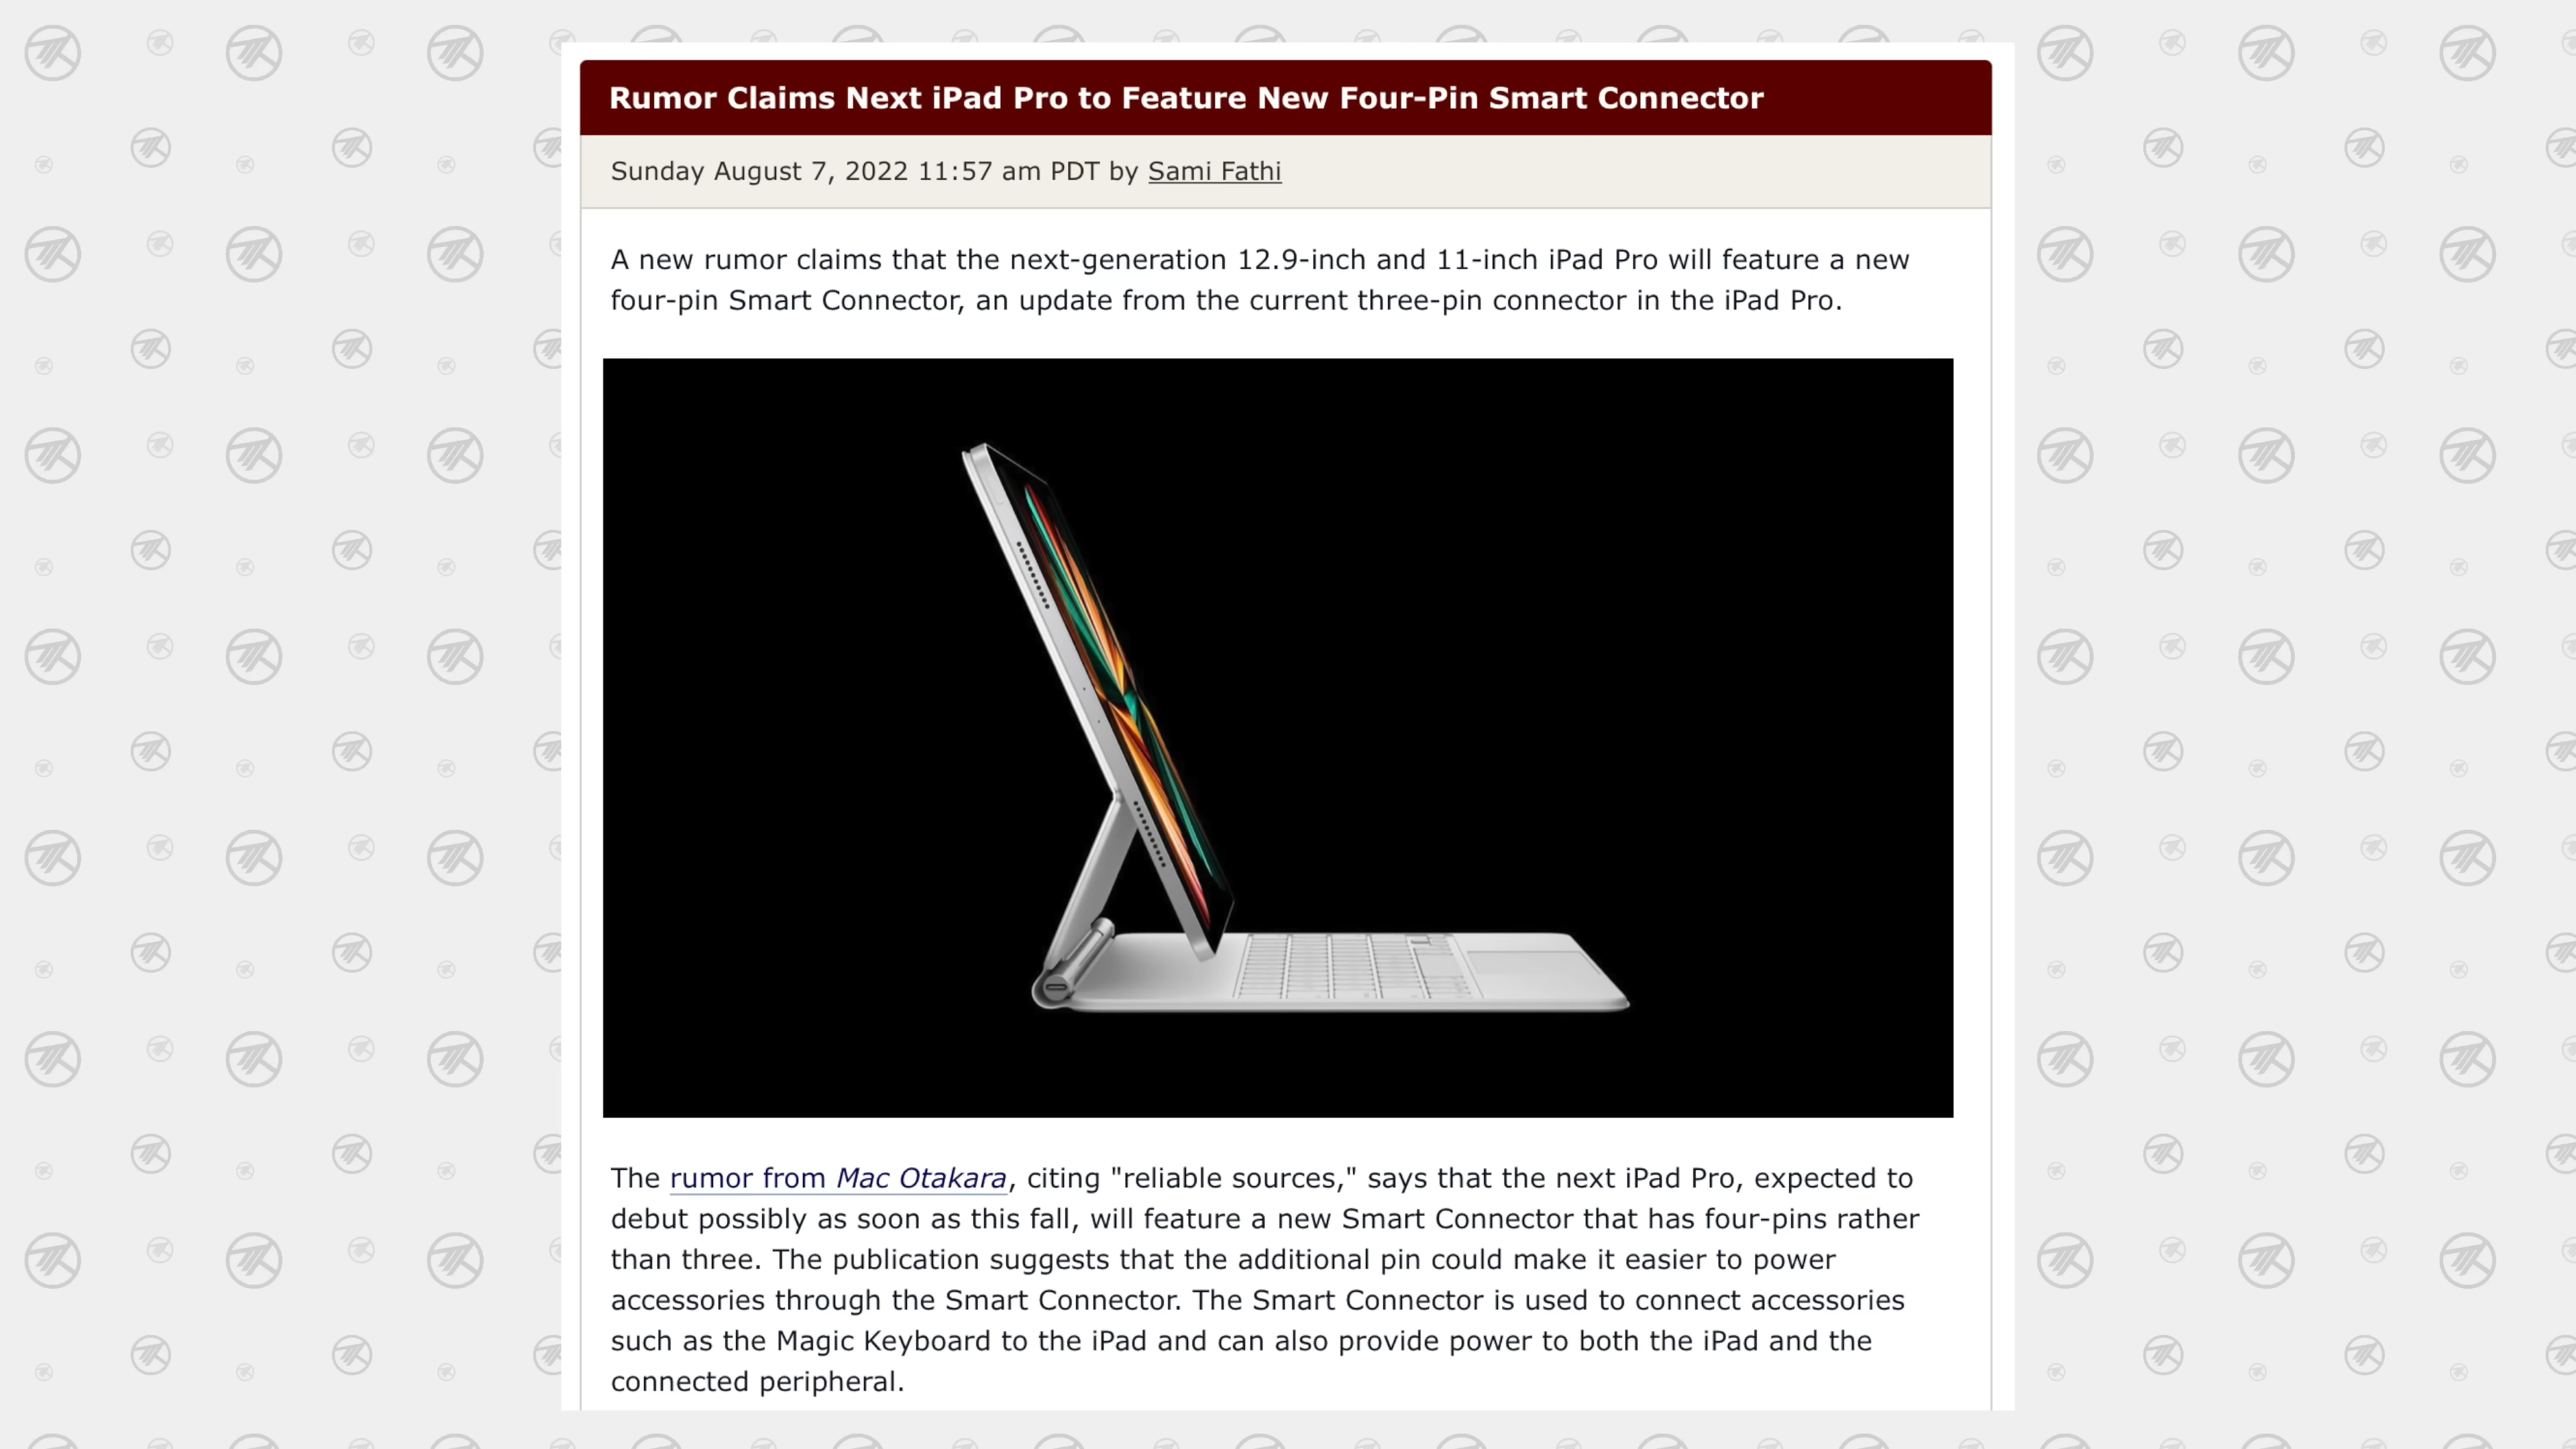 Rumor Claims Next iPad Pro to Feature New Four-Pin Smart Connector
Sunday August 7, 2022 11:57 am PDT by Sami Fathi
A new rumor claims that the next-generation 12.9-inch and 11-inch iPad Pro will feature a new
four-pin Smart Connector, an update from the current three-pin connector in the iPad Pro.
The rumor from Mac Otakara, citing "reliable sources," says that the next iPad Pro, expected to
debut possibly as soon as this fall, will feature a new Smart Connector that has four-pins rather
than three. The publication suggests that the additional pin could make it easier to power
accessories through the Smart Connector. The Smart Connector is used to connect accessories
such as the Magic Keyboard to the iPad and can also provide power to both the iPad and the
connected peripheral.